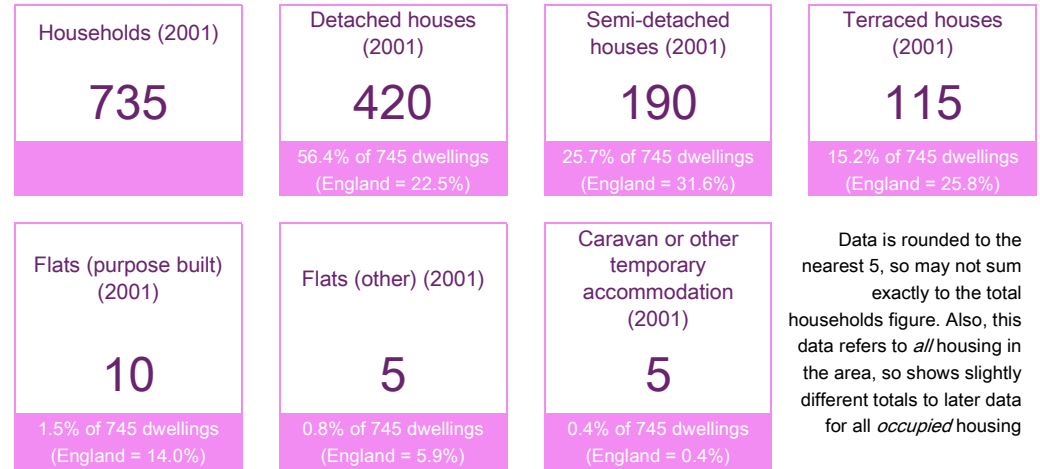 Households (2001)
735
Detached houses
(2001)
420
56.4% of 745 dwellings
(England = 22.5%)
Semi-detached
houses (2001)
190
25.7% of 745 dwellings
(England = 31.6%)
Terraced houses
(2001)
115
15.2% of 745 dwellings
(England = 25.8%)
Flats (purpose built)
(2001)
10
1.5% of 745 dwellings
(England = 14.0%)
Flats (other) (2001)
5
0.8% of 745 dwellings
(England = 5.9%)
Caravan or other
temporary
accommodation
(2001)
5
0.4% of 745 dwellings
(England = 0.4%)
Data is rounded to the
nearest 5, so may not sum
exactly to the total
households figure. Also, this
data refers to all housing in
the area, so shows slightly
different totals to later data
for all occupied housing